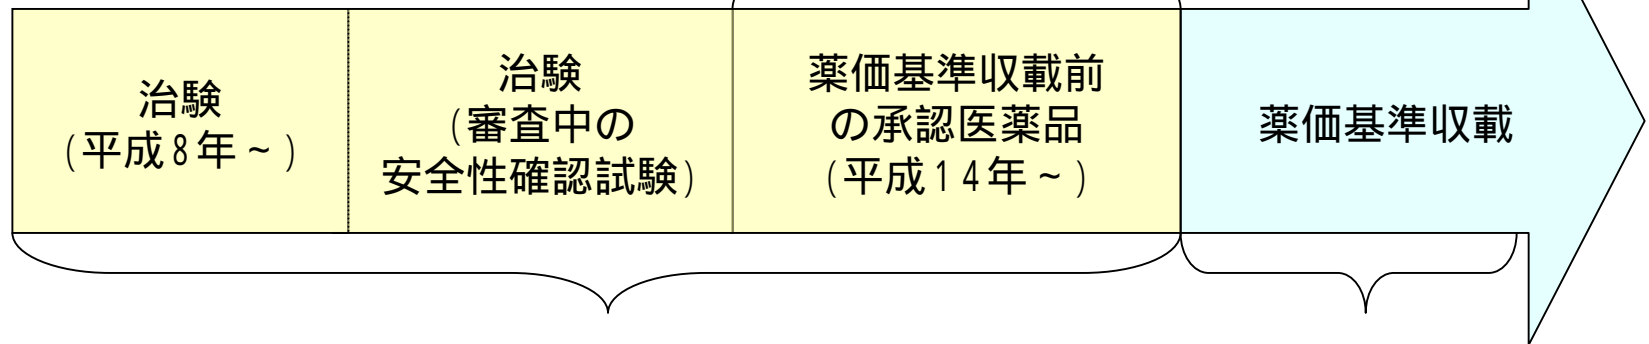 治験
(平成8年~)
治験
(審査中の
安全性確認試験)
薬価基準収載前
の承認医薬品
(平成14年~)
薬価基準収載